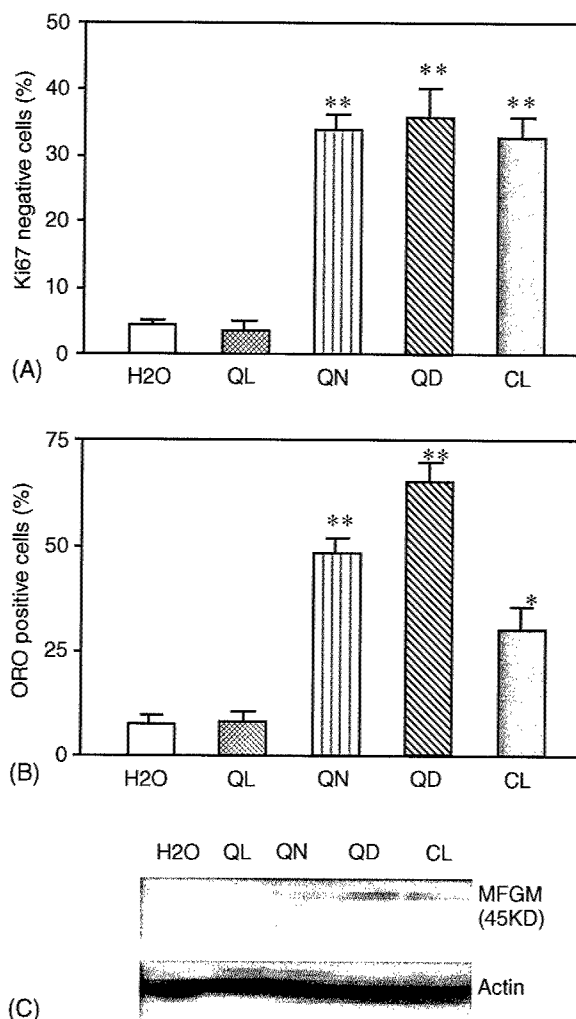 50
40
30
20
10
0
Ki67 negative cells (%)
** ** **
(A)
H2O QL QN QD CL
75
50
25
0
ORO positive cells (%)
** ** *
(B)
H2O QL QN QD CL
H2O QL QN QD CL
MFGM
(45KD)
Actin
(C)